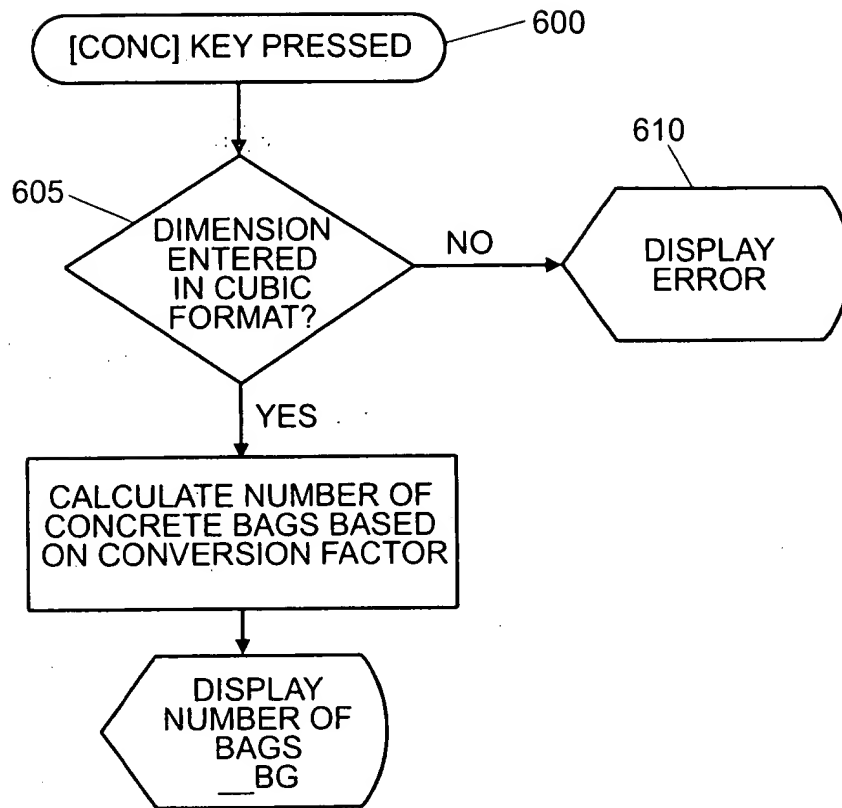 [CONC] KEY PRESSED
600
605
DIMENSION
ENTERED
IN CUBIC
FORMAT?
NO
610
DISPLAY
ERROR
YES
CALCULATE NUMBER OF
CONCRETE BAGS BASED
ON CONVERSION FACTOR
DISPLAY
NUMBER OF
BAGS
__BG